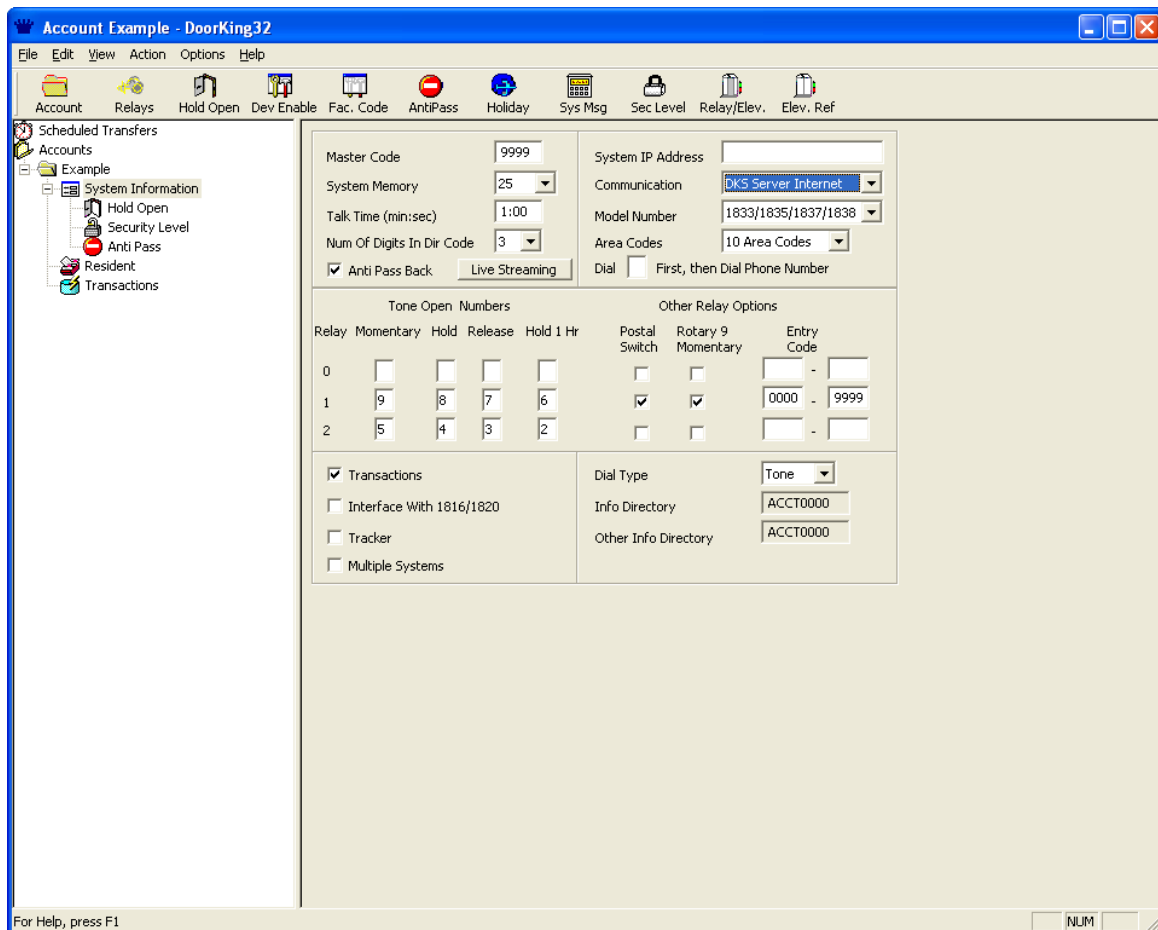 Account Example - DoorKing32
File Edit View Action Options Help
Account Relays Hold Open Dev Enable Fac. Code AntiPass Holiday Sys Msg Sec Level Relay/Elev. Elev. Ref
Scheduled Transfers
Accounts
Example
System Information
Hold Open
Security Level
Anti Pass
Resident
Transactions
Master Code 9999
System Memory 25
Talk Time (min:sec) 1:00
Num Of Digits In Dir Code 3
Anti Pass Back Live Streaming
System IP Address
Communication DKS Server Internet
Model Number 1833/1835/1837/1838
Area Codes 10 Area Codes
Dial First, then Dial Phone Number
Tone Open Numbers
Relay Momentary Hold Release Hold 1 Hr
0
1 9 8 7 6
2 5 4 3 2
Other Relay Options
Postal Switch Rotary 9 Momentary Entry Code
-
0000 - 9999
-
Transactions
Interface With 1816/1820
Tracker
Multiple Systems
Dial Type Tone
Info Directory ACCT0000
Other Info Directory ACCT0000
For Help, press F1
NUM